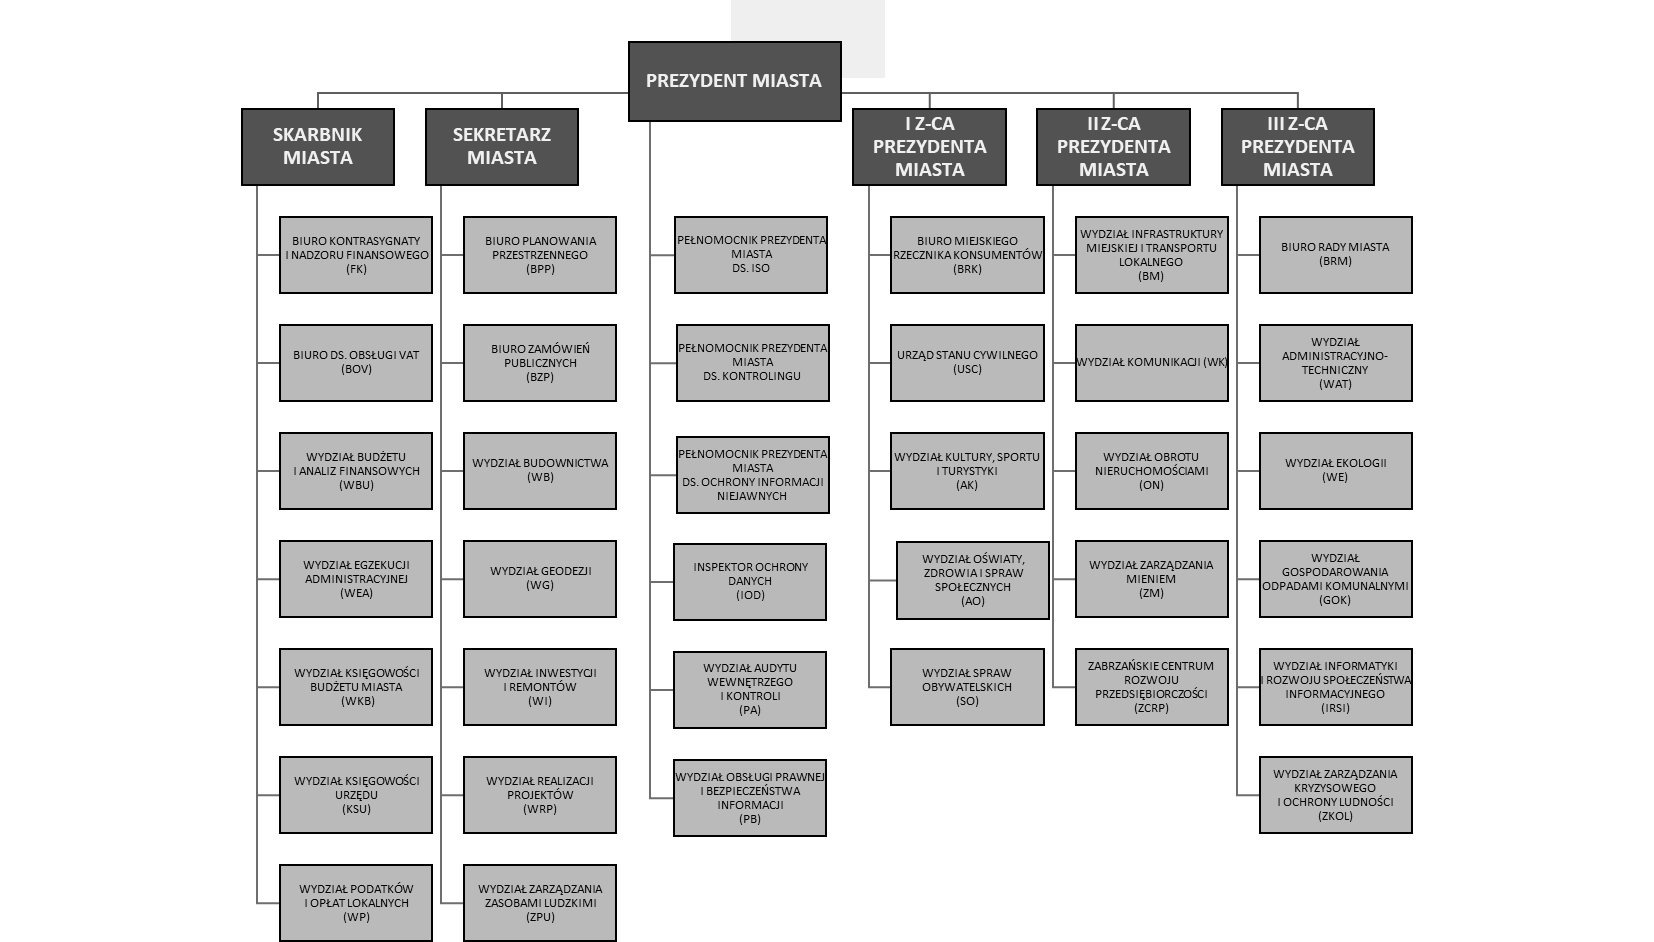 PREZYDENT MIASTA
SKARBNIK
MIASTA
BIURO KONTRASYGNATY
I NADZORU FINANSOWEGO
(FK)
BIURO DS. OBSŁUGI VAT
(BOV)
WYDZIAŁ BUDŻETU
I ANALIZ FINANSOWYCH
(WBU)
WYDZIAŁ EGZEKUCJI
ADMINISTRACYJNEJ
(WEA)
WYDZIAŁ KSIĘGOWOŚCI
BUDŻETU MIASTA
(WKB)
WYDZIAŁ KSIĘGOWOŚCI
URZĘDU
(KSU)
WYDZIAŁ PODATKÓW
I OPŁAT LOKALNYCH
(WP)
SEKRETARZ
MIASTA
BIURO PLANOWANIA
PRZESTRZENNEGO
(BPP)
BIURO ZAMÓWIEŃ
PUBLICZNYCH
(BZP)
WYDZIAŁ BUDOWNICTWA
(WB)
WYDZIAŁ GEODEZJI
(WG)
WYDZIAŁ INWESTYCJI
I REMONTÓW
(WI)
WYDZIAŁ REALIZACJI
PROJEKTÓW
(WRP)
WYDZIAŁ ZARZĄDZANIA
ZASOBAMI LUDZKIMI
(ZPU)
PEŁNOMOCNIK PREZYDENTA
MIASTA
DS. ISO
PEŁNOMOCNIK PREZYDENTA
MIASTA
DS. KONTROLINGU
PEŁNOMOCNIK PREZYDENTA
MIASTA
DS. OCHRONY INFORMACJI
NIEJAWNYCH
INSPEKTOR OCHRONY
DANYCH
(IOD)
WYDZIAŁ AUDYTU
WEWNĘTRZEGO
I KONTROLI
(PA)
WYDZIAŁ OBSŁUGI PRAWNEJ
I BEZPIECZEŃSTWA
INFORMACJI
(PB)
I Z-CA
PREZYDENTA
MIASTA
BIURO MIEJSKIEGO
RZECZNIKA KONSUMENTÓW
(BRK)
URZĄD STANU CYWILNEGO
(USC)
WYDZIAŁ KULTURY, SPORTU
I TURYSTYKI
(AK)
WYDZIAŁ OŚWIATY,
ZDROWIA I SPRAW
SPOŁECZNYCH
(AO)
WYDZIAŁ SPRAW
OBYWATELSKICH
(SO)
II Z-CA
PREZYDENTA
MIASTA
WYDZIAŁ INFRASTRUKTURY
MIEJSKIEJ I TRANSPORTU
LOKALNEGO
(BM)
WYDZIAŁ KOMUNIKACJI (WK)
WYDZIAŁ OBROTU
NIERUCHOMOŚCIAMI
(ON)
WYDZIAŁ ZARZĄDZANIA
MIENIEM
(ZM)
ZABRZAŃSKIE CENTRUM
ROZWOJU
PRZEDSIĘBIORCZOŚCI
(ZCRP)
III Z-CA
PREZYDENTA
MIASTA
BIURO RADY MIASTA
(BRM)
WYDZIAŁ
ADMINISTRACYJNO-
TECHNICZNY
(WAT)
WYDZIAŁ EKOLOGII
(WE)
WYDZIAŁ
GOSPODAROWANIA
ODPADAMI KOMUNALNYMI
(GOK)
WYDZIAŁ INFORMATYKI
I ROZWOJU SPOŁECZEŃSTWA
INFORMACYJNEGO
(IRSI)
WYDZIAŁ ZARZĄDZANIA
KRYZYSOWEGO
I OCHRONY LUDNOŚCI
(ZKOL)